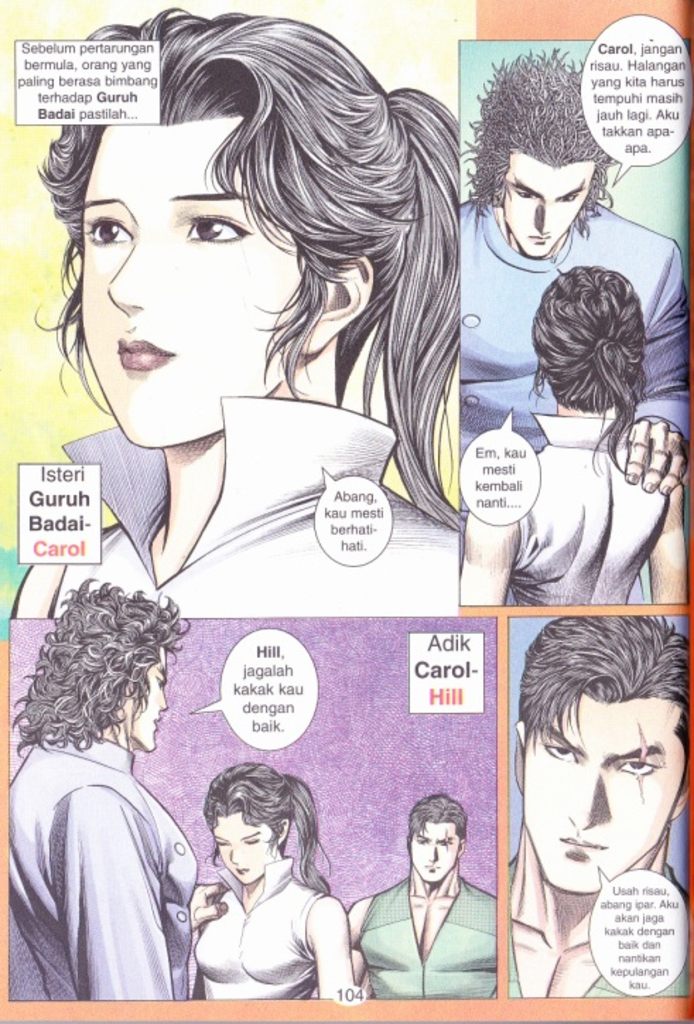 Sebelum pertarungan
bermula, orang yang
paling berasa bimbang
terhadap Guruh
Badai pastilah...
Isteri
Guruh
Badai-
Carol
Abang,
kau mesti
berhati-
hati.
Carol, jangan
risau. Halangan
yang kita harus
tempuhi masih
jauh lagi. Aku
takkan apa-
apa.
Em, kau
mesti
kembali
nanti....
Hill,
jagalah
kakak kau
dengan
baik.
Adik
Carol-
Hill
Usah risau,
abang ipar. Aku
akan jaga
kakak dengan
baik dan
nantikan
kepulangan
kau.
104